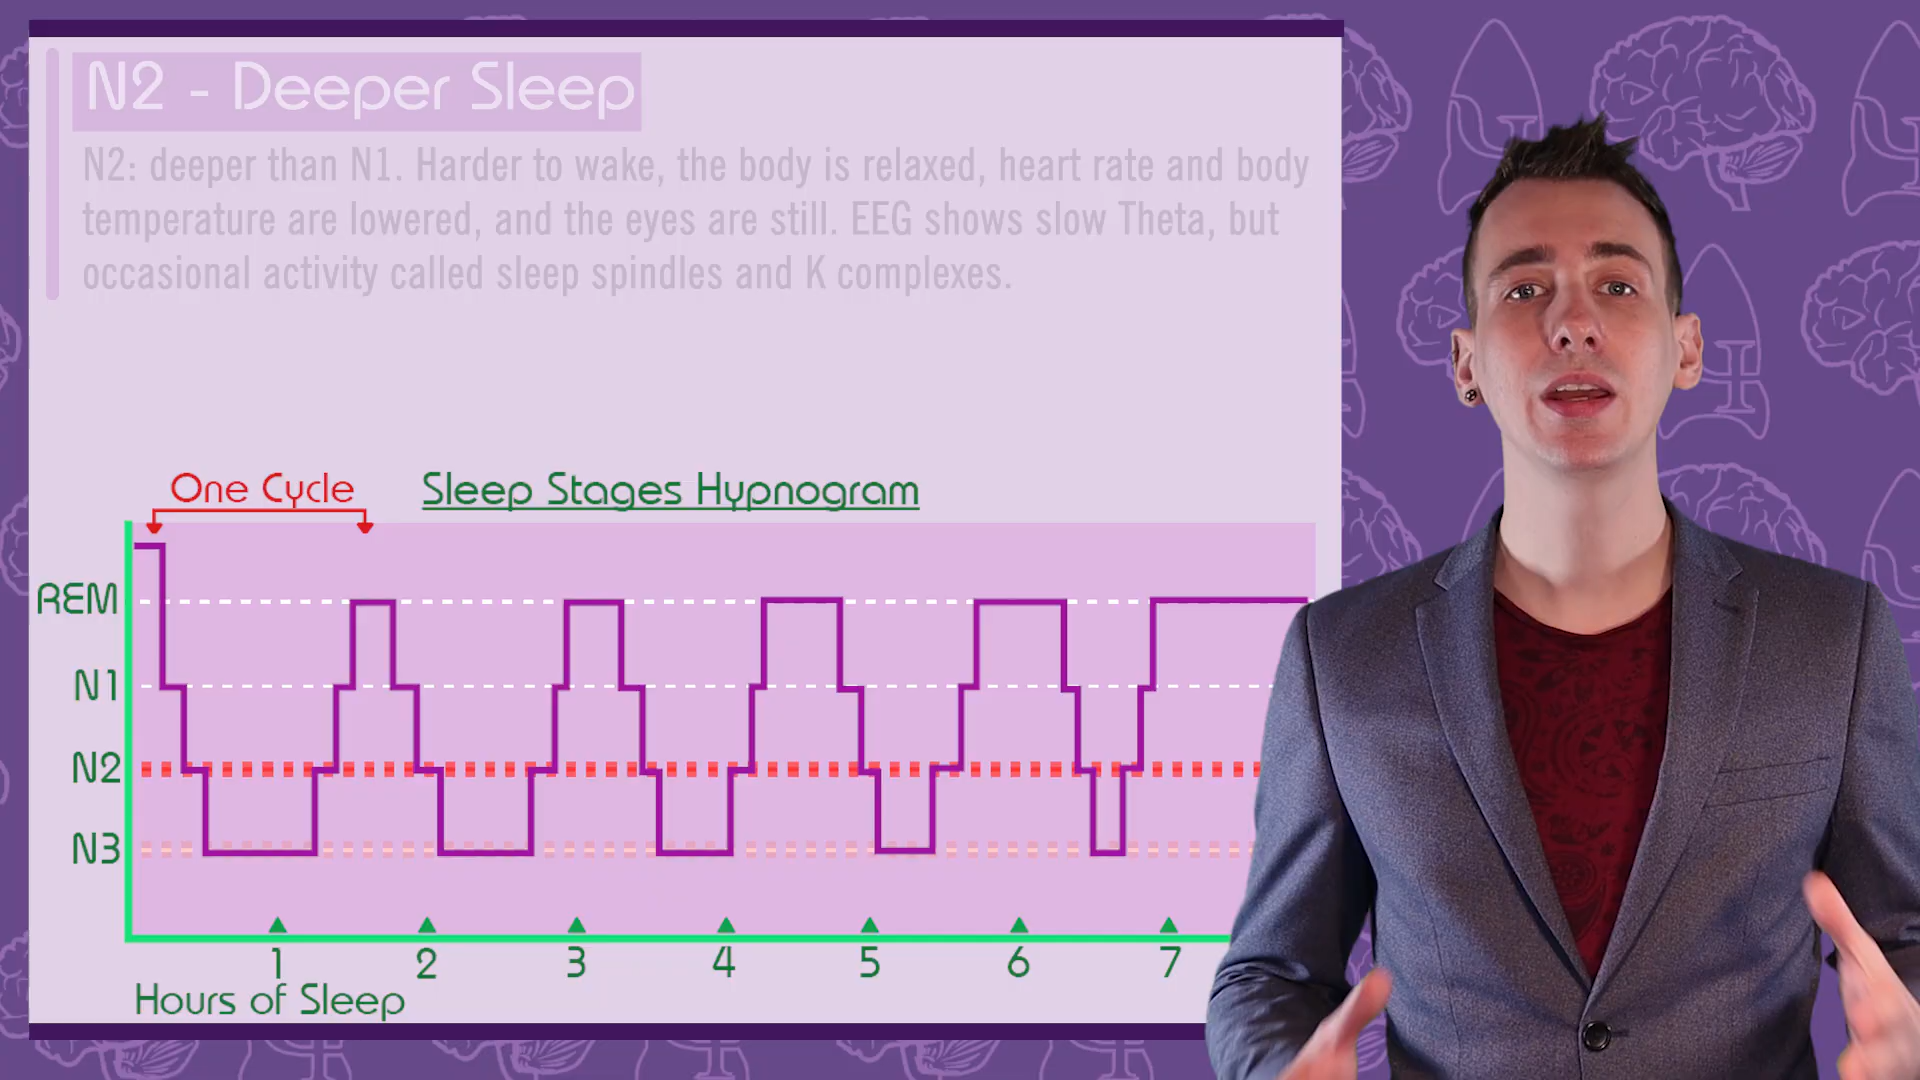 N2 - Deeper Sleep
N2: deeper than N1. Harder to wake, the body is relaxed, heart rate and body
temperature are lowered, and the eyes are still. EEG shows slow Theta, but
occasional activity called sleep spindles and K complexes.
One Cycle
Sleep Stages Hypnogram
REM
N1
N2
N3
1 2 3 4 5 6 7
Hours of Sleep